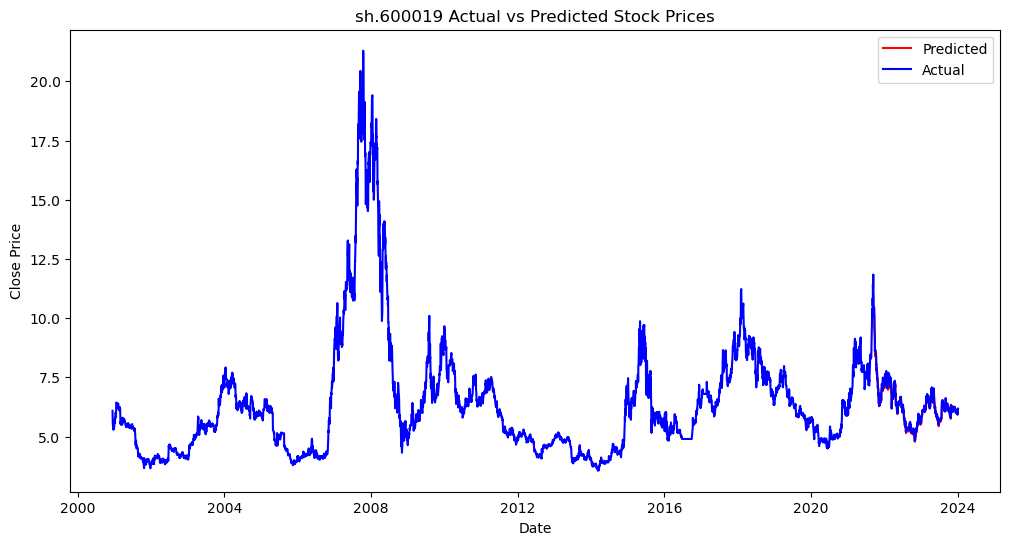 sh.600019 Actual vs Predicted Stock Prices
Predicted
Actual
Close Price
20.0
17.5
15.0
12.5
10.0
7.5
5.0
2000
2004
2008
2012
2016
2020
2024
Date